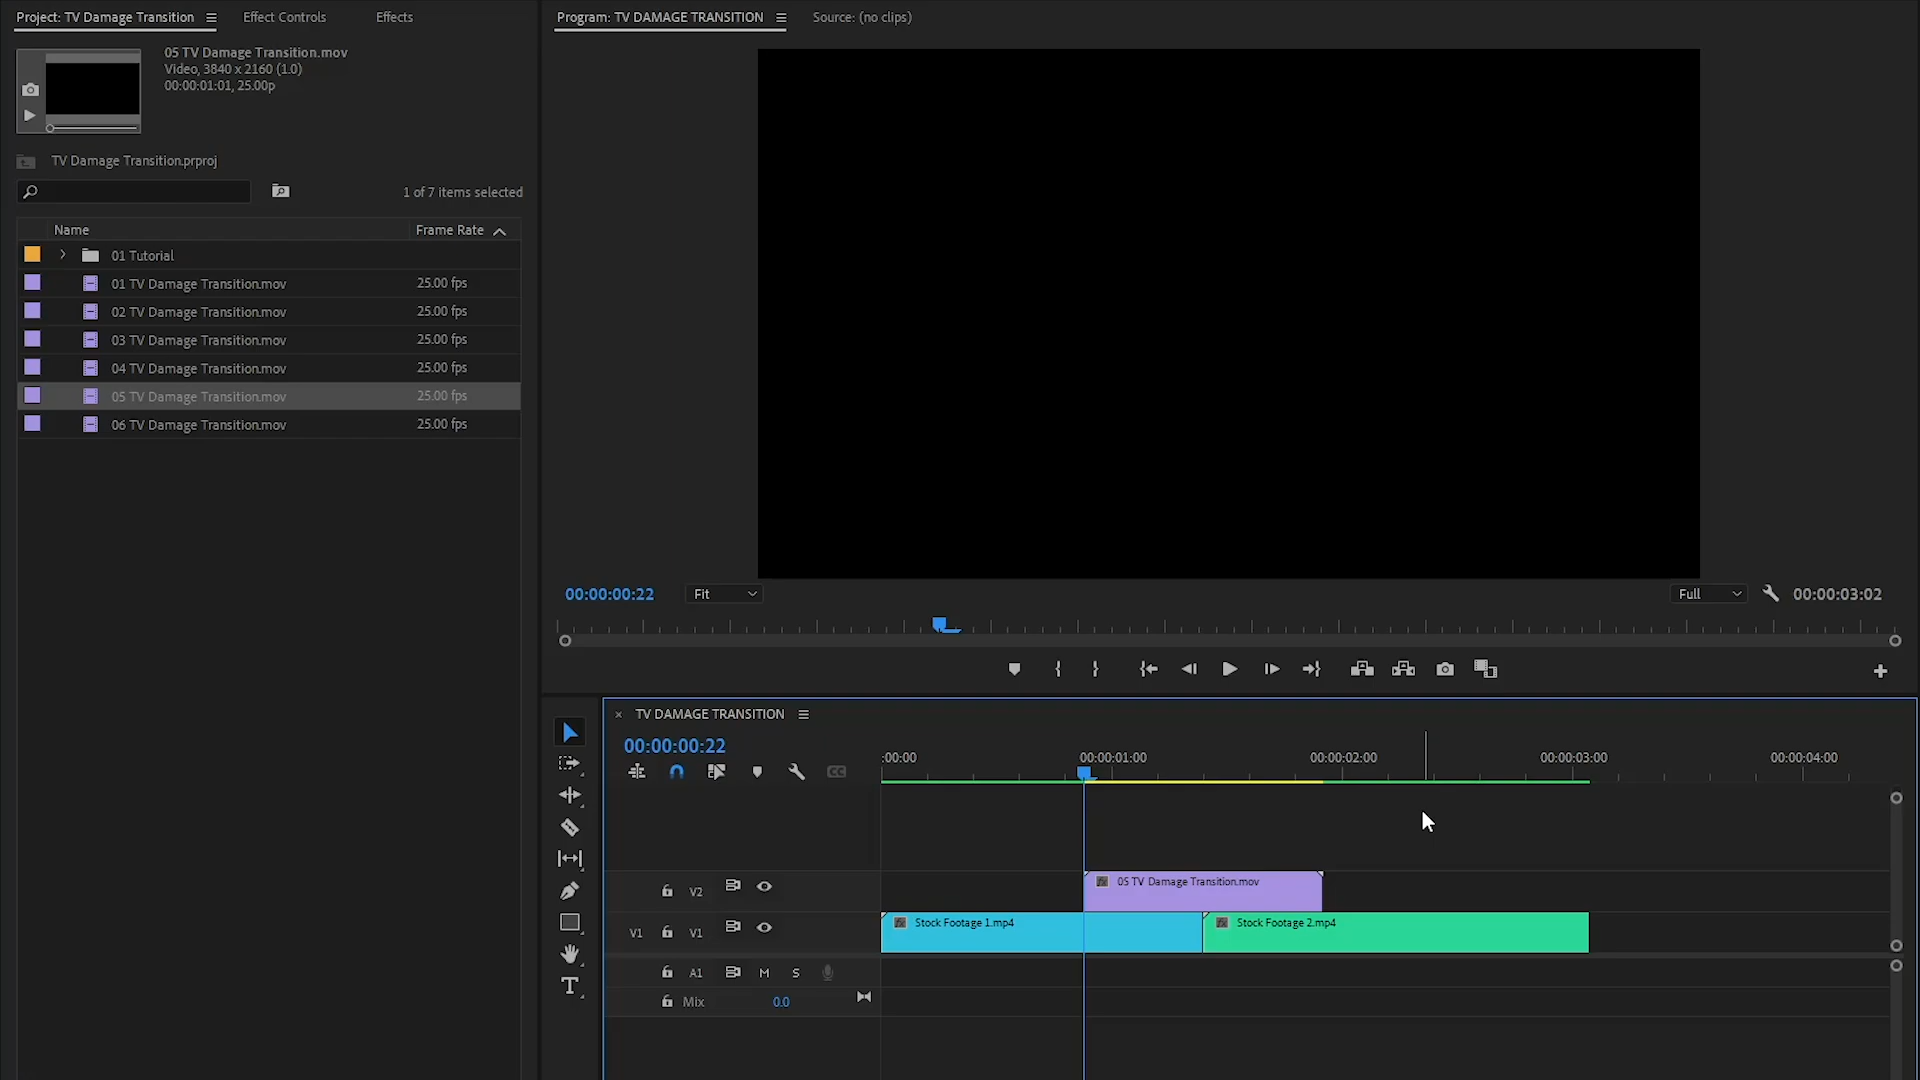 Project: TV Damage Transition
Effect Controls
Effects
05 TV Damage Transition.mov
Video, 3840 x 2160 (1.0)
00:00:01:01, 25.00p
TV Damage Transition.prproj
1 of 7 items selected
Name Frame Rate
01 Tutorial
01 TV Damage Transition.mov 25.00 fps
02 TV Damage Transition.mov 25.00 fps
03 TV Damage Transition.mov 25.00 fps
04 TV Damage Transition.mov 25.00 fps
05 TV Damage Transition.mov 25.00 fps
06 TV Damage Transition.mov 25.00 fps
Program: TV DAMAGE TRANSITION
Source: (no clips)
00:00:00:22 Fit Full 00:00:03:02
TV DAMAGE TRANSITION
00:00:00:22
:00:00 00:00:01:00 00:00:02:00 00:00:03:00 00:00:04:00
CC
V2 05 TV Damage Transition.mov
V1 V1 Stock Footage 1.mp4 Stock Footage 2.mp4
A1 M S
Mix 0.0
T